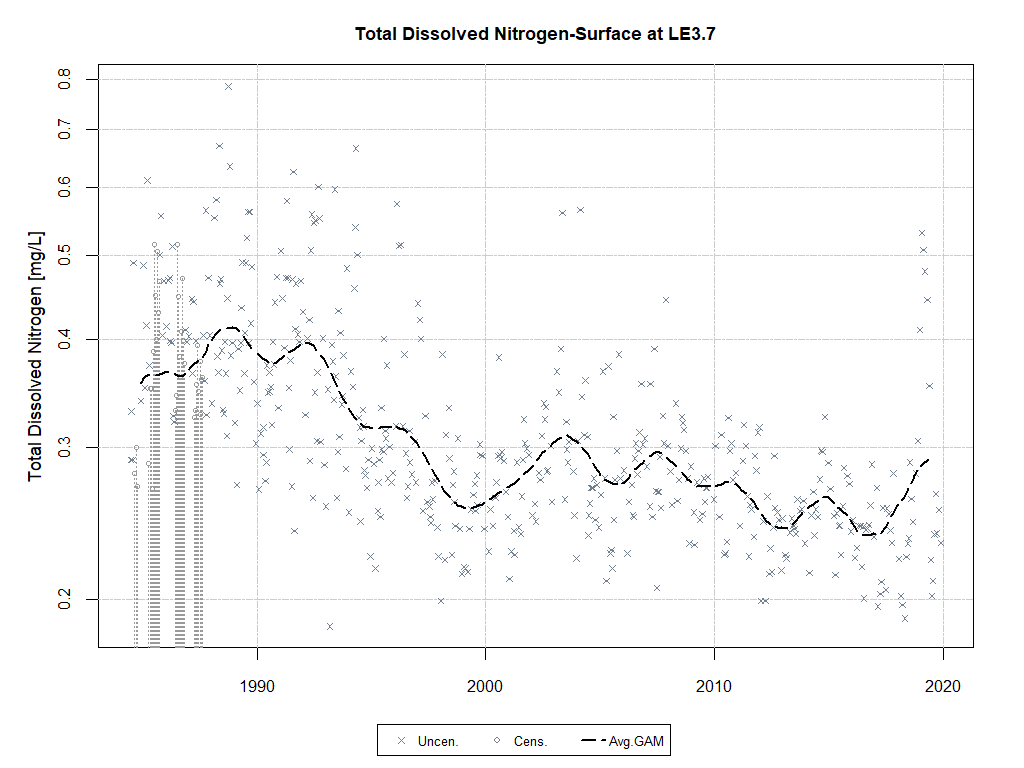 Total Dissolved Nitrogen-Surface at LE3.7
Total Dissolved Nitrogen [mg/L]
0.8
0.7
0.6
0.5
0.4
0.3
0.2
1990 2000 2010 2020
Uncen. Cens. Avg.GAM